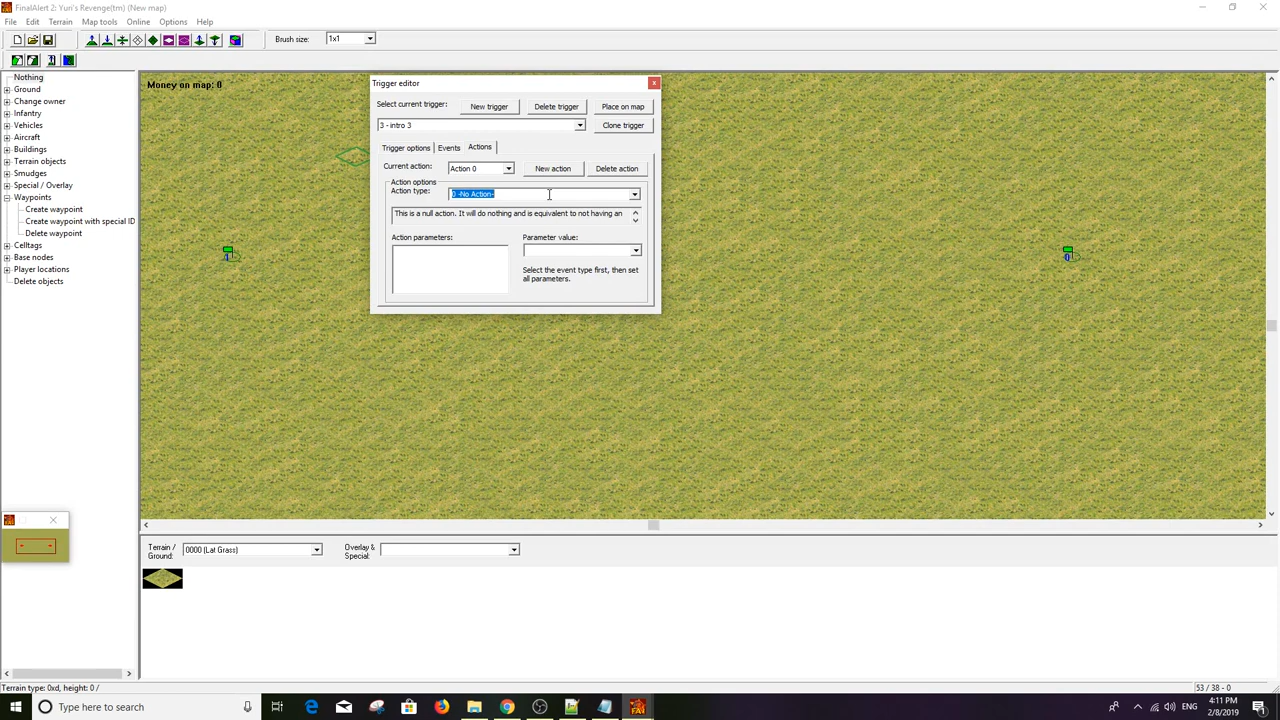 FinalAlert 2: Yuri's Revenge(tm) (New map)
File Edit Terrain Map tools Online Options Help
Brush size: 1x1
Nothing
Ground
Change owner
Infantry
Vehicles
Aircraft
Buildings
Terrain objects
Smudges
Special / Overlay
Waypoints
Create waypoint
Create waypoint with special ID
Delete waypoint
Celltags
Base nodes
Player locations
Delete objects
Money on map: 0
Trigger editor
Select current trigger: New trigger Delete trigger Place on map
3 - intro 3 Clone trigger
Trigger options Events Actions
Current action: Action 0 New action Delete action
Action options
Action type: 0 -No Action-
This is a null action. It will do nothing and is equivalent to not having an
Action parameters: Parameter value:
Select the event type first, then set
all parameters.
1
0
Terrain /
Ground: 0000 (Lat Grass)
Overlay &
Special:
Terrain type: 0xd, height: 0 /
53 / 38 - 0
Type here to search
ENG
4:11 PM
2/8/2019